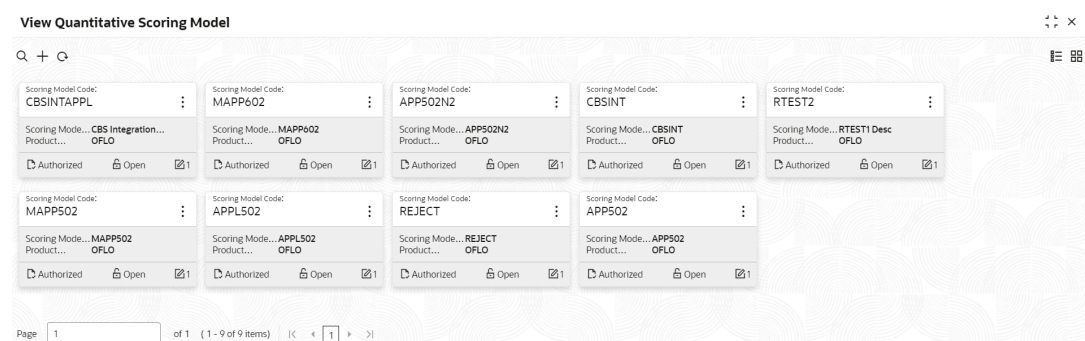 View Quantitative Scoring Model
Scoring Model Code:
CBSINTAPPL
Scoring Mode... CBS Integration...
Product... OFLO
Authorized Open 1
Scoring Model Code:
MAPP602
Scoring Mode... MAPP602
Product... OFLO
Authorized Open 1
Scoring Model Code:
APP502N2
Scoring Mode... APP502N2
Product... OFLO
Authorized Open 1
Scoring Model Code:
CBSINT
Scoring Mode... CBSINT
Product... OFLO
Authorized Open 1
Scoring Model Code:
RTEST2
Scoring Mode... RTEST1 Desc
Product... OFLO
Authorized Open 1
Scoring Model Code:
MAPP502
Scoring Mode... MAPP502
Product... OFLO
Authorized Open 1
Scoring Model Code:
APPL502
Scoring Mode... APPL502
Product... OFLO
Authorized Open 1
Scoring Model Code:
REJECT
Scoring Mode... REJECT
Product... OFLO
Authorized Open 1
Scoring Model Code:
APP502
Scoring Mode... APP502
Product... OFLO
Authorized Open 1
Page 1 of 1 (1 - 9 of 9 items) 1